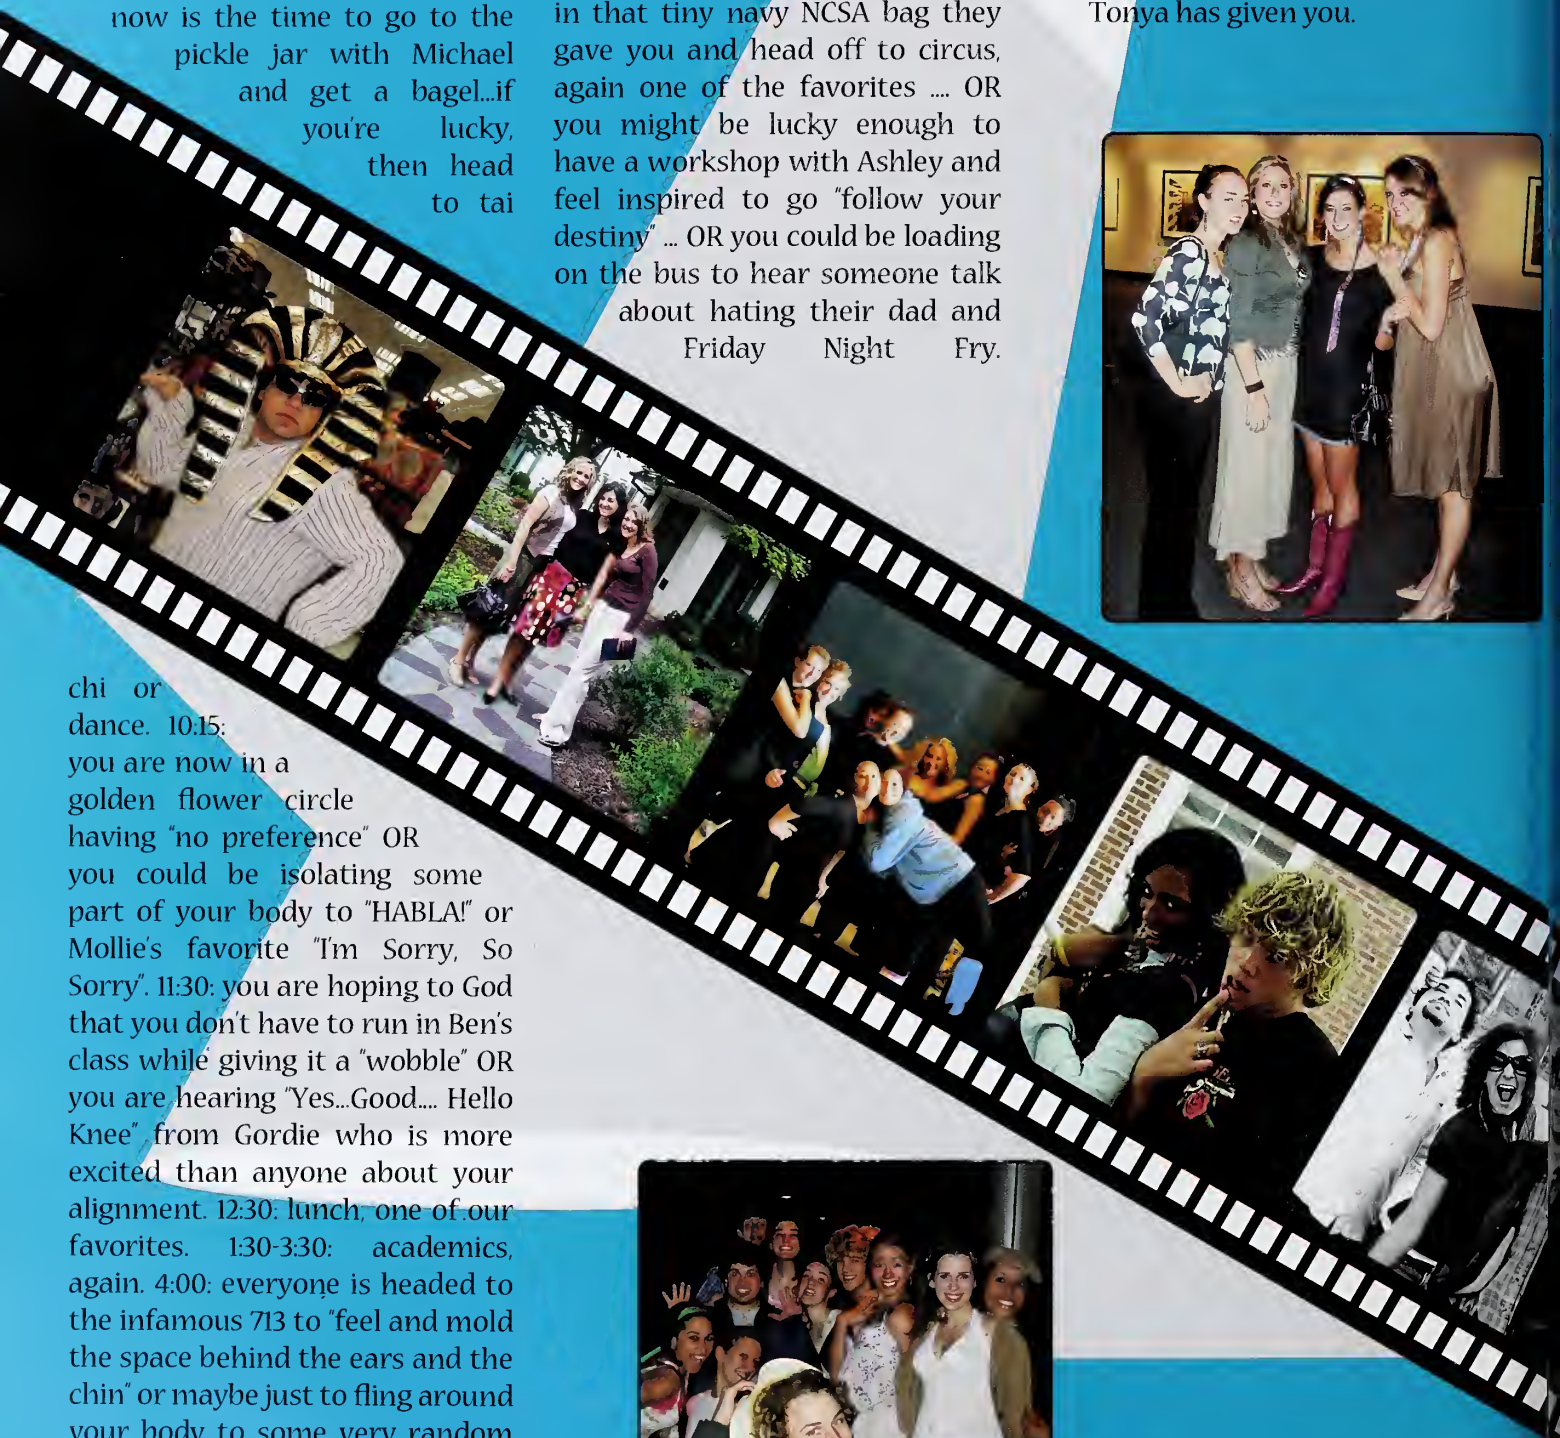 now is the time to go to the
pickle jar with Michael
and get a bagel...if
you're lucky,
then head
to tai
chi or
dance. 10:15:
you are now in a
golden flower circle
having "no preference" OR
you could be isolating some
part of your body to "HABLA!" or
Mollie's favorite "I'm Sorry, So
Sorry". 11:30: you are hoping to God
that you don't have to run in Ben's
class while giving it a "wobble" OR
you are hearing "Yes...Good.... Hello
Knee" from Gordie who is more
excited than anyone about your
alignment. 12:30: lunch, one of our
favorites. 1:30-3:30: academics,
again. 4:00: everyone is headed to
the infamous 713 to "feel and mold
the space behind the ears and the
chin" or maybe just to fling around
your body to some very random
in that tiny navy NCSA bag they
gave you and head off to circus,
again one of the favorites .... OR
you might be lucky enough to
have a workshop with Ashley and
feel inspired to go "follow your
destiny" ... OR you could be loading
on the bus to hear someone talk
about hating their dad and
Friday Night Fry.
Tonya has given you.